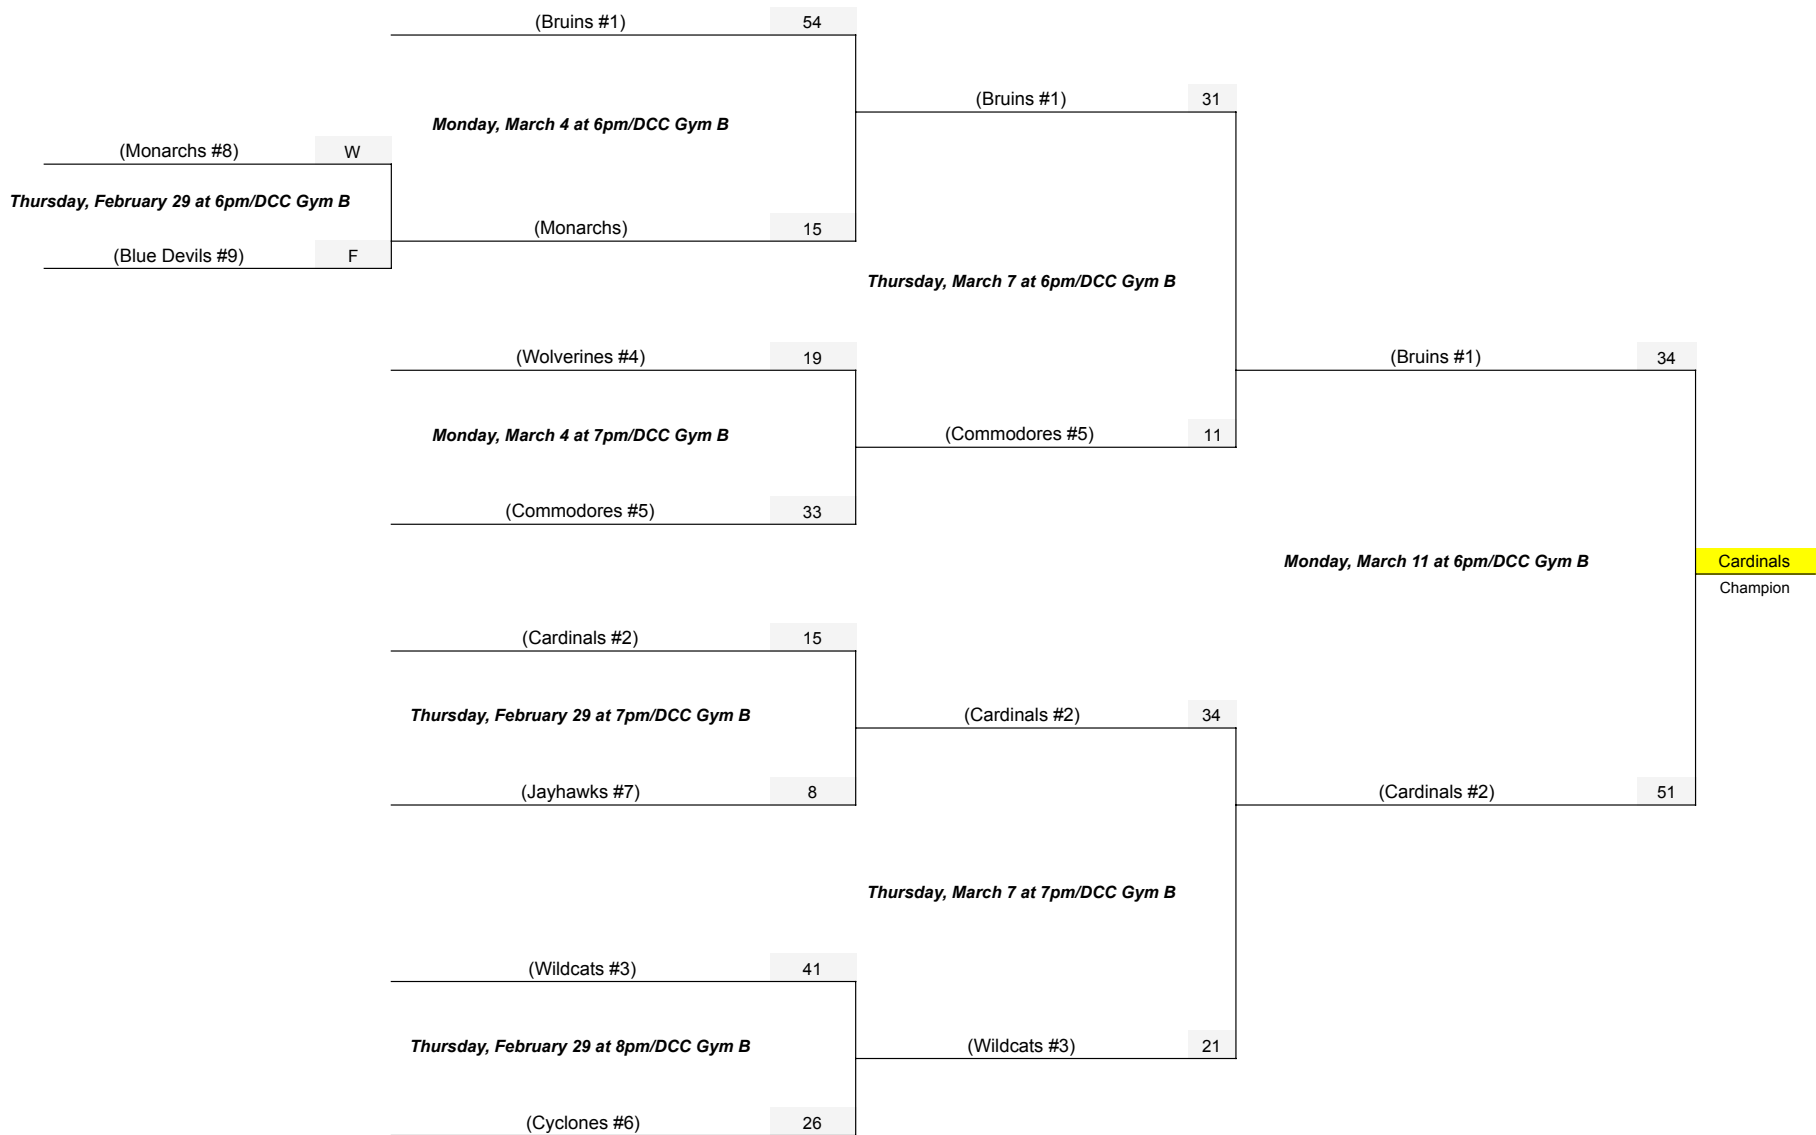 (Bruins #1) 54
(Bruins #1) 31
Monday, March 4 at 6pm/DCC Gym B
(Monarchs #8) W
Thursday, February 29 at 6pm/DCC Gym B
(Monarchs) 15
(Blue Devils #9) F
Thursday, March 7 at 6pm/DCC Gym B
(Wolverines #4) 19
(Bruins #1) 34
Monday, March 4 at 7pm/DCC Gym B
(Commodores #5) 11
(Commodores #5) 33
Monday, March 11 at 6pm/DCC Gym B
Cardinals
Champion
(Cardinals #2) 15
Thursday, February 29 at 7pm/DCC Gym B
(Cardinals #2) 34
(Jayhawks #7) 8
(Cardinals #2) 51
Thursday, March 7 at 7pm/DCC Gym B
(Wildcats #3) 41
Thursday, February 29 at 8pm/DCC Gym B
(Wildcats #3) 21
(Cyclones #6) 26